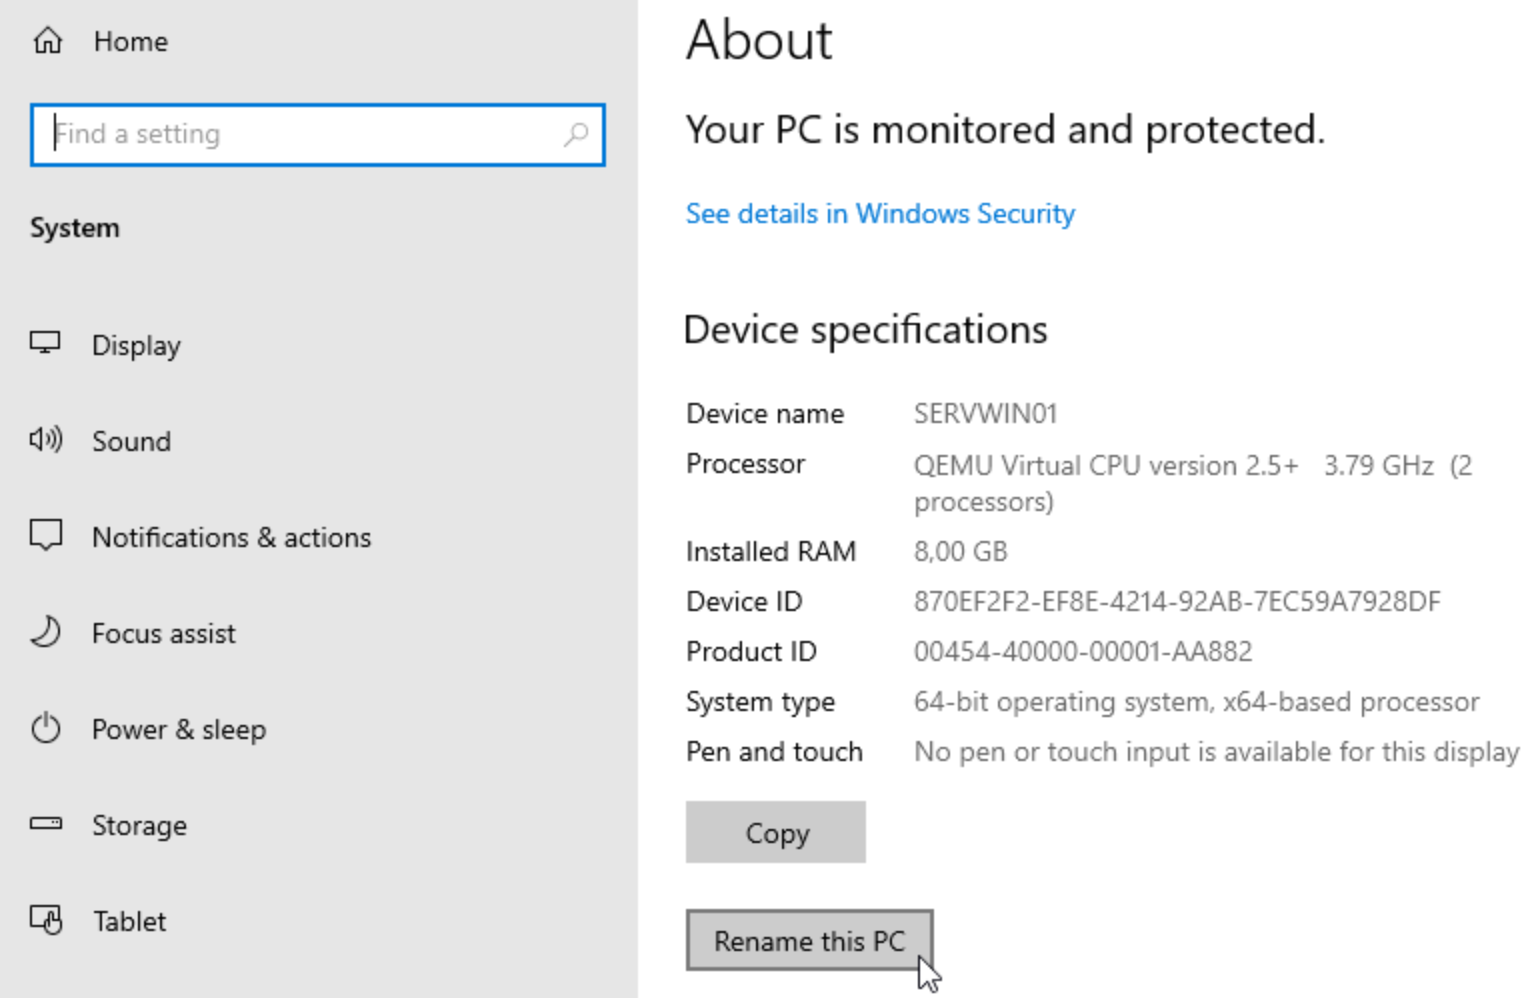 Home
Find a setting
System
Display
Sound
Notifications & actions
Focus assist
Power & sleep
Storage
Tablet
About
Your PC is monitored and protected.
See details in Windows Security
Device specifications
Device name SERVWIN01
Processor QEMU Virtual CPU version 2.5+ 3.79 GHz (2
processors)
Installed RAM 8,00 GB
Device ID 870EF2F2-EF8E-4214-92AB-7EC59A7928DF
Product ID 00454-40000-00001-AA882
System type 64-bit operating system, x64-based processor
Pen and touch No pen or touch input is available for this display
Copy
Rename this PC